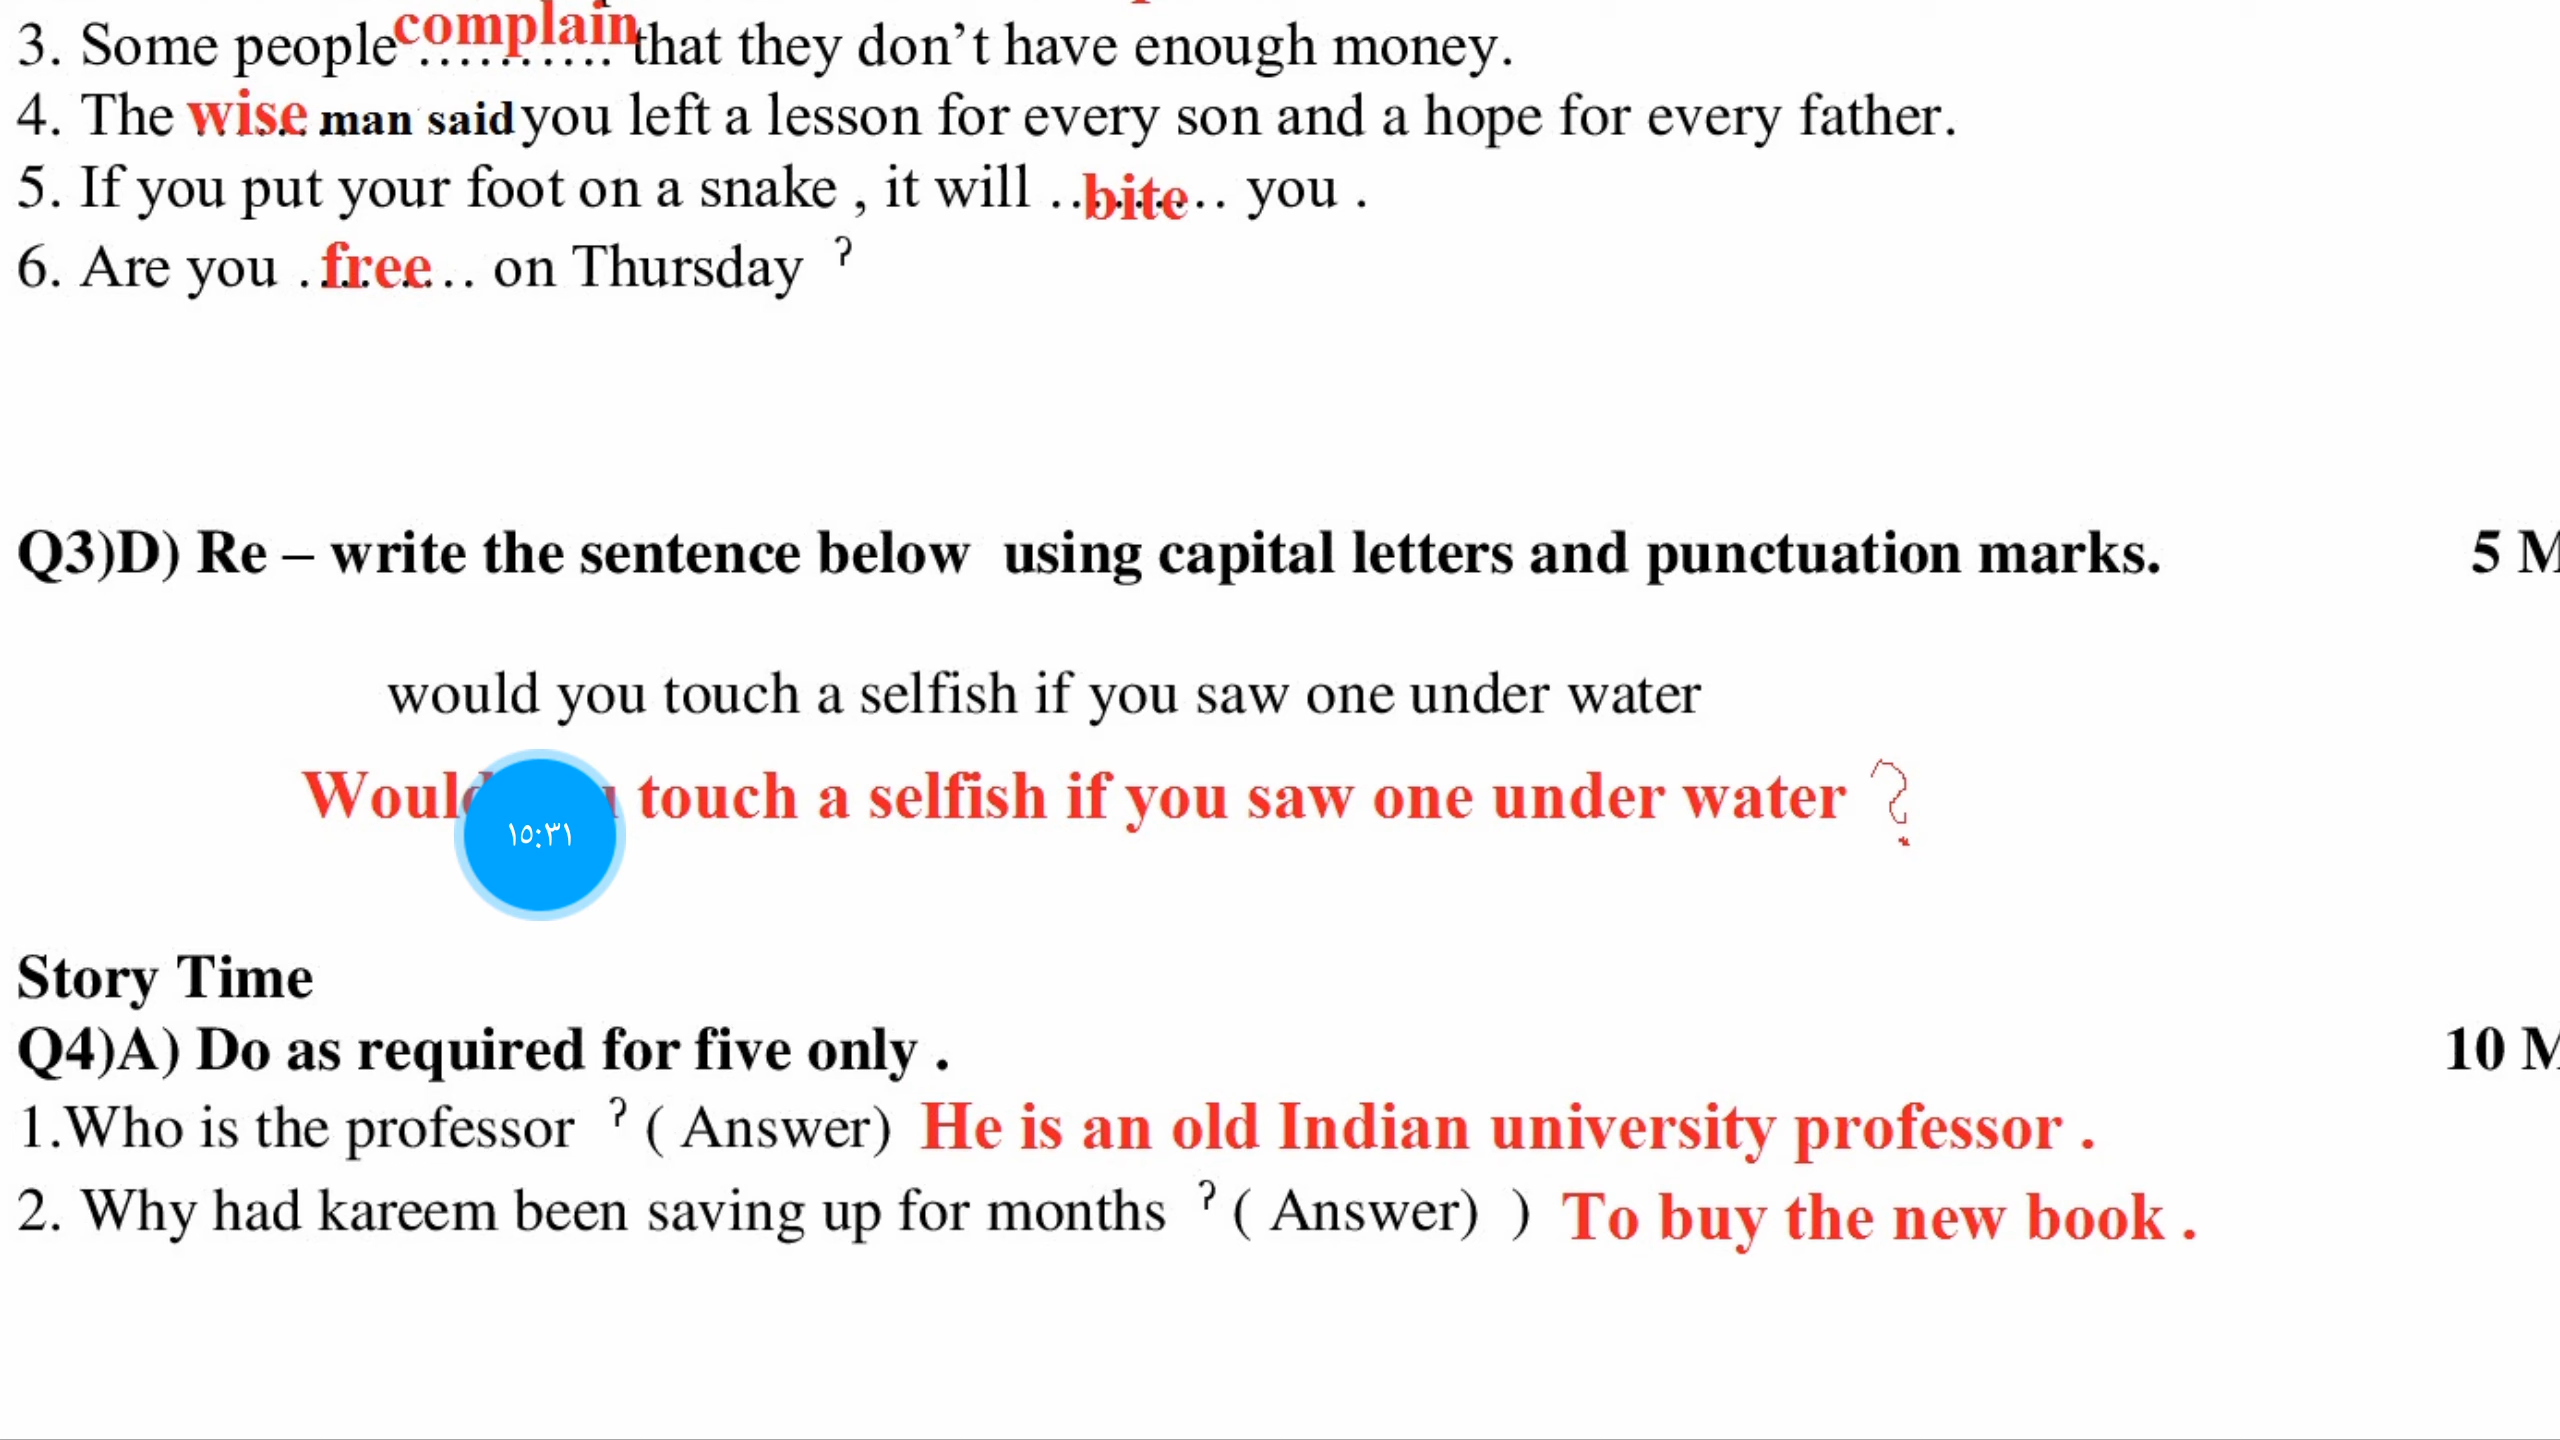 3. Some people complain .......... that they don't have enough money.
4. The wise man said you left a lesson for every son and a hope for every father.
5. If you put your foot on a snake , it will ..bite.. you .
6. Are you .free... on Thursday ?
Q3)D) Re – write the sentence below using capital letters and punctuation marks. 5 M
would you touch a selfish if you saw one under water
Would touch a selfish if you saw one under water ?
١٥:٣١
Story Time
Q4)A) Do as required for five only . 10 M
1.Who is the professor ? ( Answer) He is an old Indian university professor .
2. Why had kareem been saving up for months ? ( Answer) ) To buy the new book .